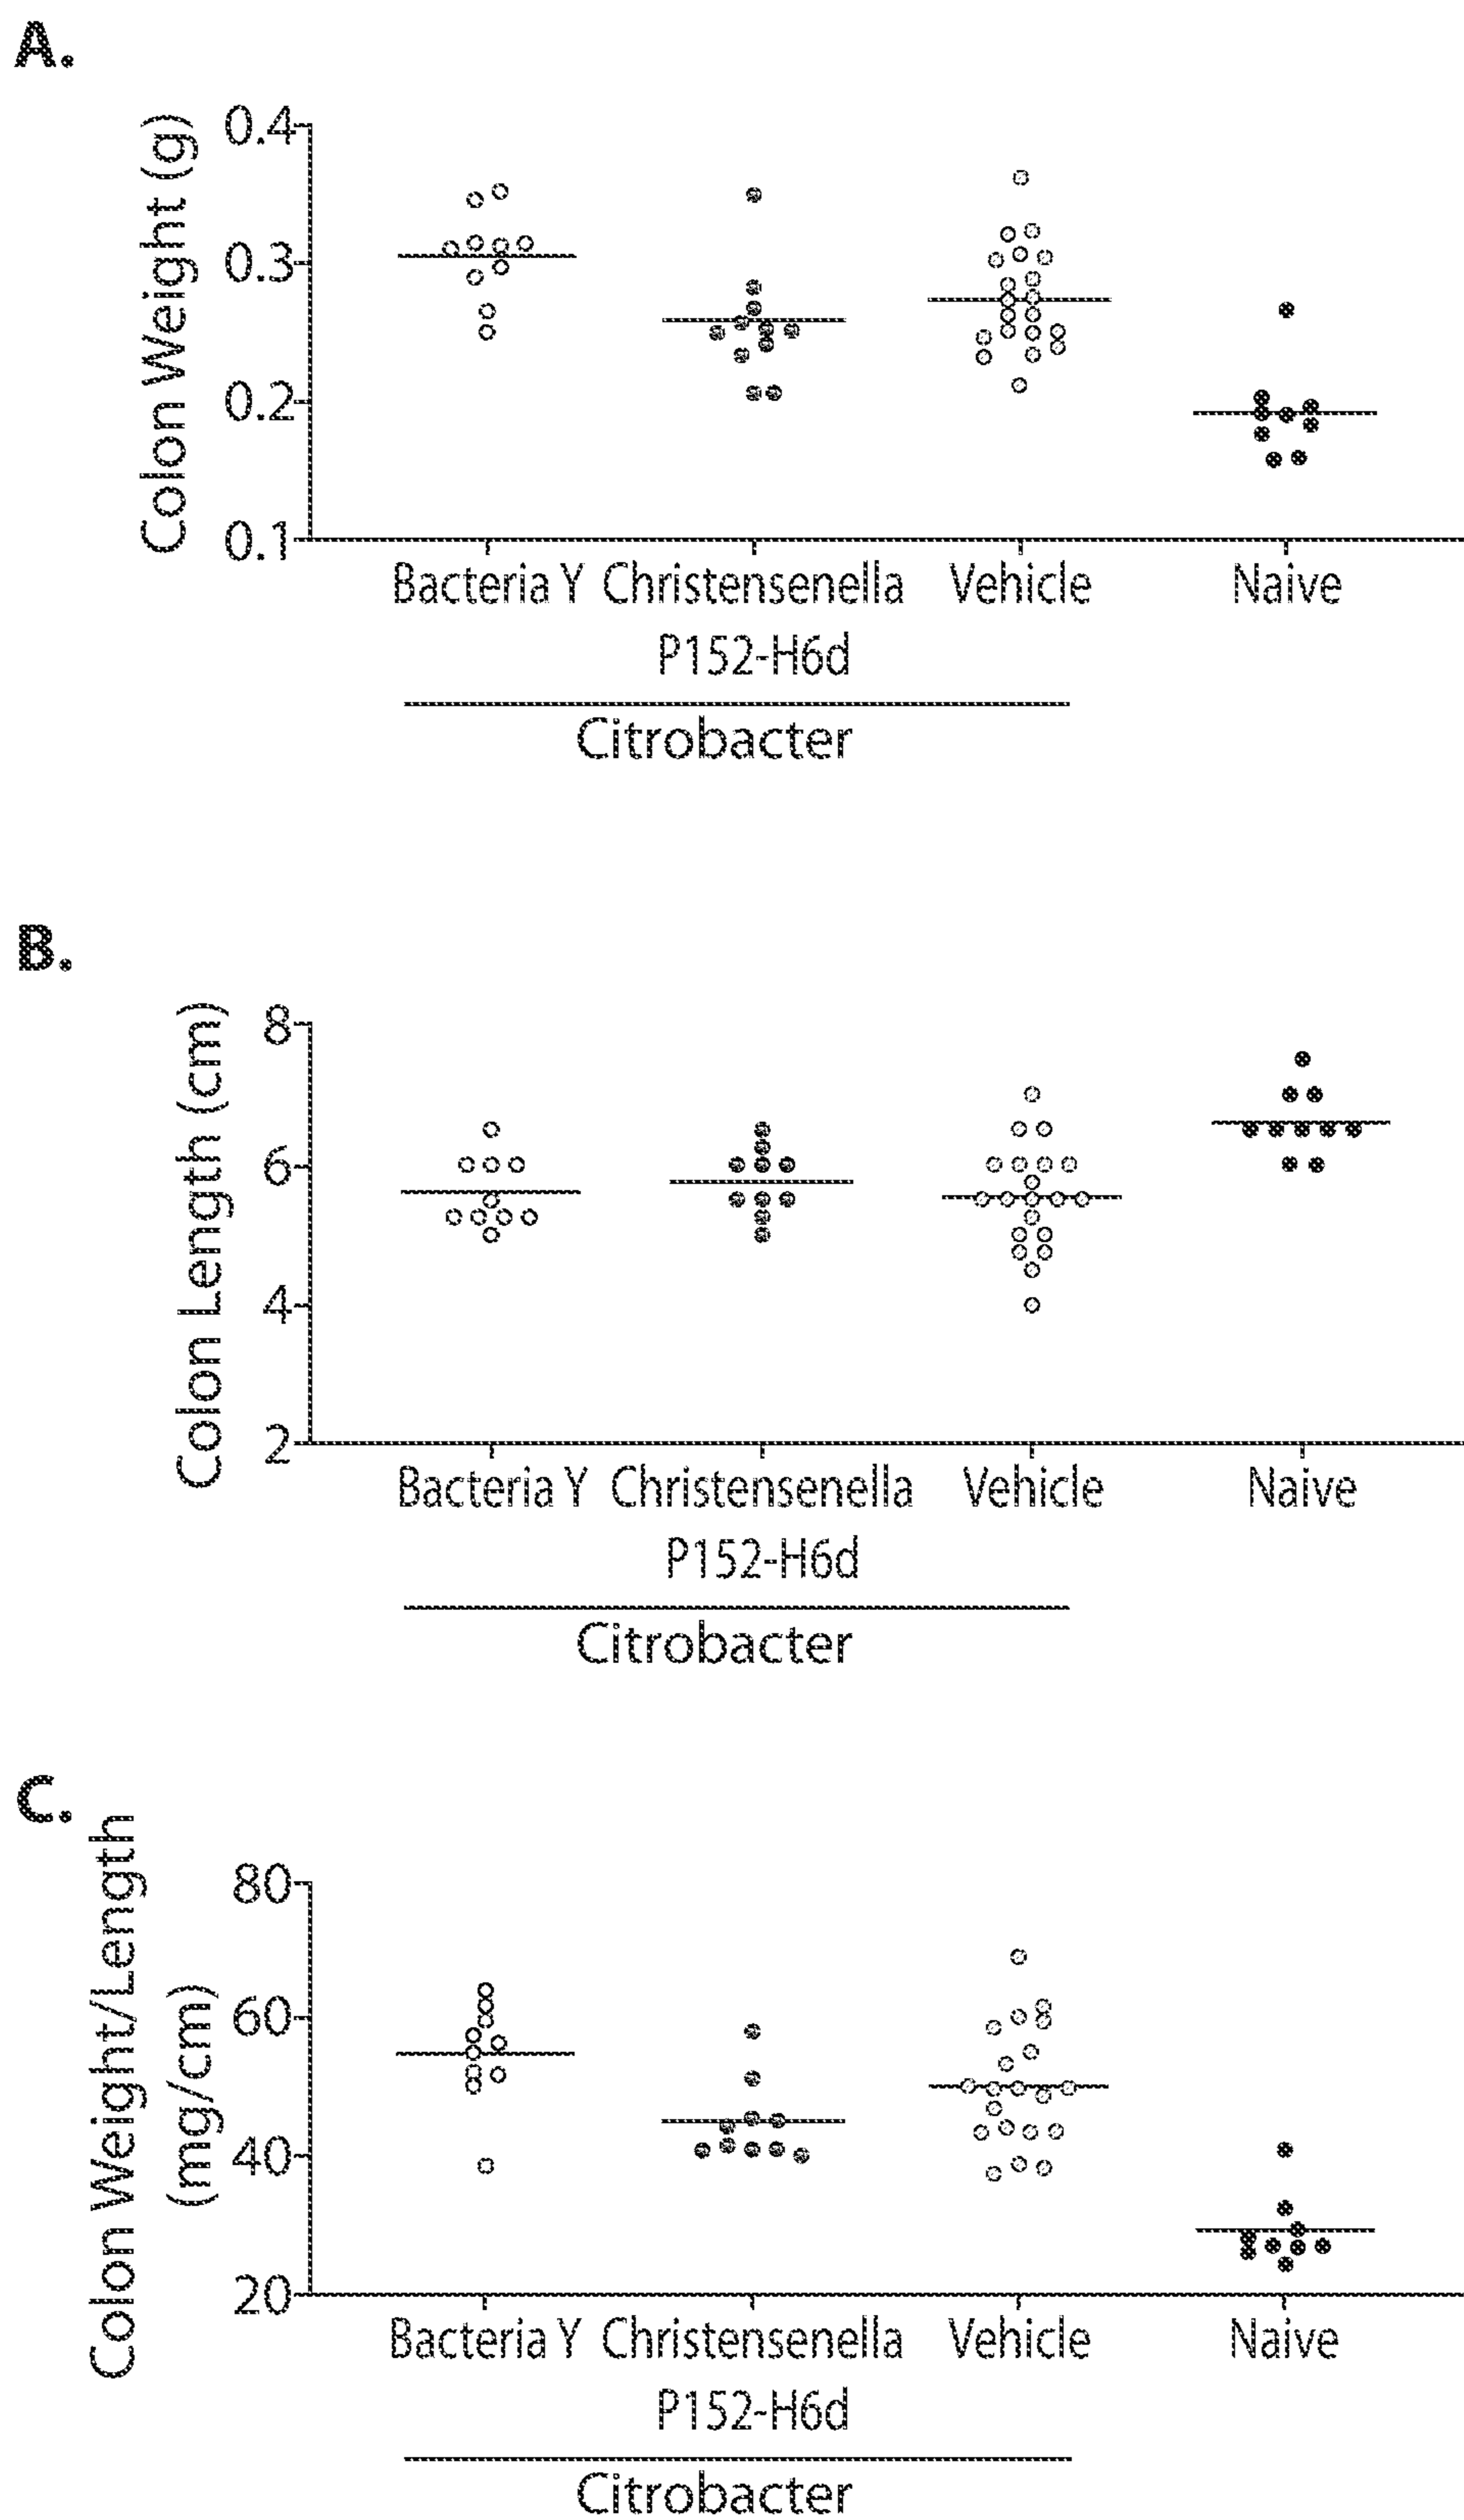 A.
Colon Weight (g)
0.4
0.3
0.2
0.1
Bacteria Y Christensenella Vehicle Naive
P152-H6d
Citrobacter
B.
Colon Length (cm)
8
6
4
2
Bacteria Y Christensenella Vehicle Naive
P152-H6d
Citrobacter
C.
Colon Weight/Length
(mg/cm)
80
60
40
20
Bacteria Y Christensenella Vehicle Naive
P152-H6d
Citrobacter